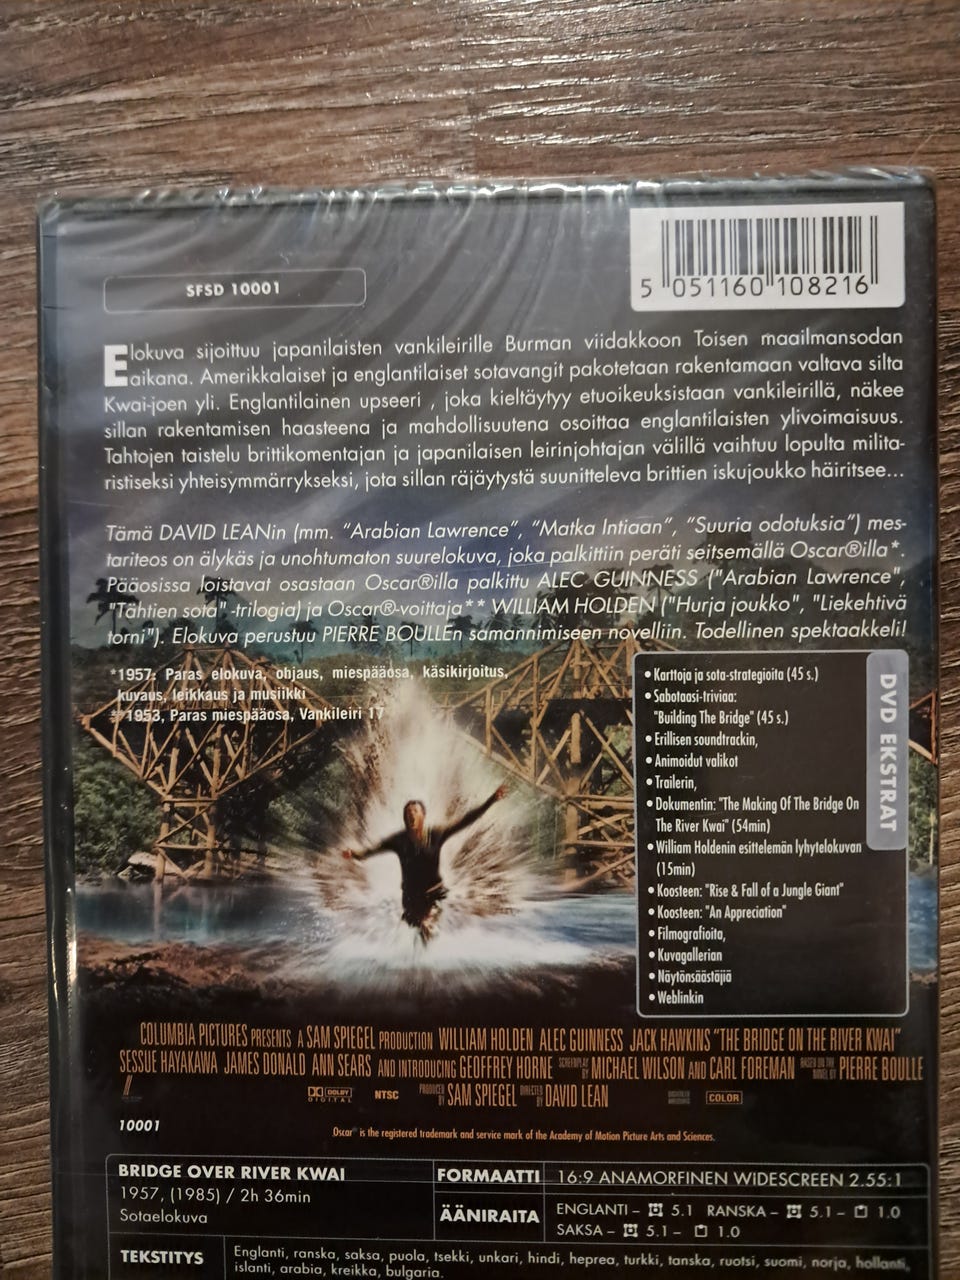 SFSD 10001
5 051160 108216
Elokuva sijoittuu japanilaisten vankileirille Burman viidakkoon Toisen maailmansodan
aikana. Amerikkalaiset ja englantilaiset sotavangit pakotetaan rakentamaan valtava silta
Kwai-joen yli. Englantilainen upseeri , joka kieltäytyy etuoikeuksistaan vankileirillä, näkee
sillan rakentamisen haasteena ja mahdollisuutena osoittaa englantilaisten ylivoimaisuus.
Tahtojen taistelu brittikomentajan ja japanilaisen leirinjohtajan välillä vaihtuu lopulta milita-
ristiseksi yhteisymmärrykseksi, jota sillan räjäytystä suunnitteleva brittien iskujoukko häiritsee...
Tämä DAVID LEANin (mm. "Arabian Lawrence", "Matka Intiaan", "Suuria odotuksia") mes-
tariteos on älykäs ja unohtumaton suurelokuva, joka palkittiin peräti seitsemällä Oscar®illa*.
Pääosissa loistavat osastaan Oscar®illa palkittu ALEC GUINNESS ("Arabian Lawrence",
"Tähtien sota" -trilogia) ja Oscar®-voittaja** WILLIAM HOLDEN ("Hurja joukko", "Liekehtivä
torni"). Elokuva perustuu PIERRE BOULLEn samannimiseen novelliin. Todellinen spektaakkeli!
*1957: Paras elokuva, ohjaus, miespääosa, käsikirjoitus,
kuvaus, leikkaus ja musiikki
** 1953, Paras miespääosa, Vankileiri 17
DVD EKSTRAT
• Karttoja ja sota-strategioita (45 s.)
• Sabotaasi-triviaa:
"Building The Bridge" (45 s.)
• Erillisen soundtrackin,
• Animoidut valikot
• Trailerin,
• Dokumentin: "The Making Of The Bridge On
The River Kwai" (54min)
• William Holdenin esittelemän lyhytelokuvan
(15min)
• Koosteen: "Rise & Fall of a Jungle Giant"
• Koosteen: "An Appreciation"
• Filmografioita,
• Kuvagallerian
• Näytönsäästäjiä
• Weblinkin
COLUMBIA PICTURES PRESENTS A SAM SPIEGEL PRODUCTION WILLIAM HOLDEN ALEC GUINNESS JACK HAWKINS "THE BRIDGE ON THE RIVER KWAI"
SESSUE HAYAKAWA JAMES DONALD ANN SEARS AND INTRODUCING GEOFFREY HORNE SCREENPLAY BY MICHAEL WILSON AND CARL FOREMAN BASED ON THE NOVEL BY PIERRE BOULLE
DOLBY DIGITAL NTSC PRODUCED BY SAM SPIEGEL DIRECTED BY DAVID LEAN COLOR
10001
Oscar® is the registered trademark and service mark of the Academy of Motion Picture Arts and Sciences.
BRIDGE OVER RIVER KWAI
1957, (1985) / 2h 36min
Sotaelokuva
FORMAATTI 16:9 ANAMORFINEN WIDESCREEN 2.55:1
ÄÄNIRAITA ENGLANTI - 5.1 RANSKA - 5.1 - 1.0
SAKSA - 5.1 - 1.0
TEKSTITYS Englanti, ranska, saksa, puola, tsekki, unkari, hindi, heprea, turkki, tanska, ruotsi, suomi, norja, hollanti,
islanti, arabia, kreikka, bulgaria.